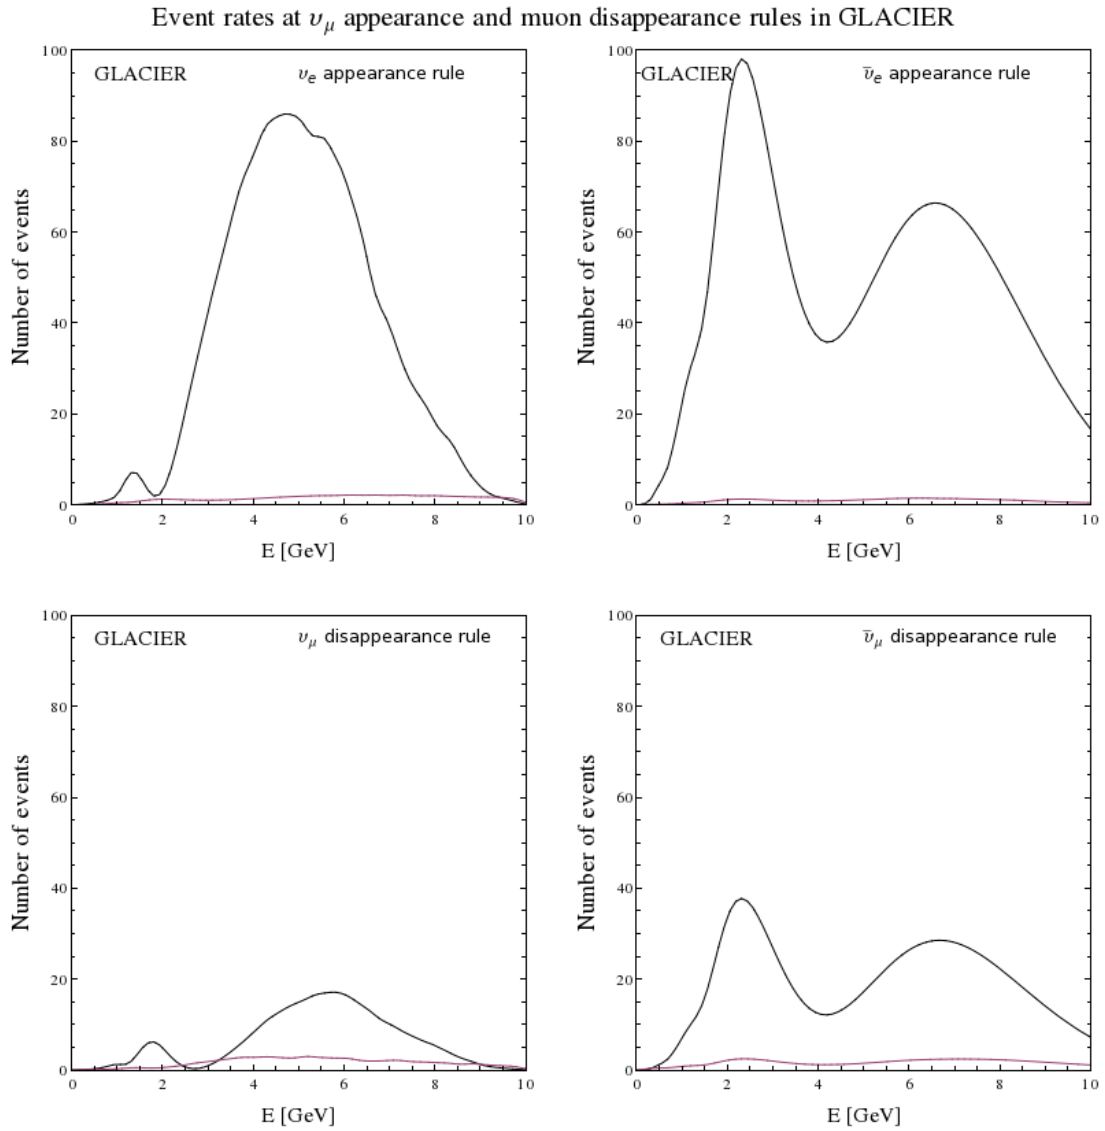 Event rates at υμ appearance and muon disappearance rules in GLACIER
GLACIER
υe appearance rule
Number of events
100
80
60
40
20
0
0 2 4 6 8 10
E [GeV]
GLACIER
ῡe appearance rule
Number of events
100
80
60
40
20
0
0 2 4 6 8 10
E [GeV]
GLACIER
υμ disappearance rule
Number of events
100
80
60
40
20
0
0 2 4 6 8 10
E [GeV]
GLACIER
ῡμ disappearance rule
Number of events
100
80
60
40
20
0
0 2 4 6 8 10
E [GeV]